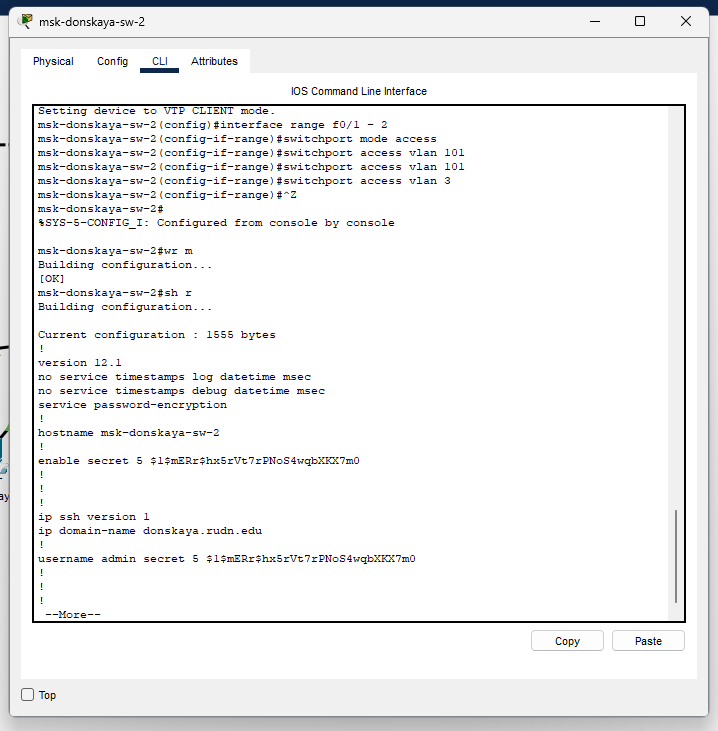 msk-donskaya-sw-2
Physical Config CLI Attributes
IOS Command Line Interface
Setting device to VTP CLIENT mode.
msk-donskaya-sw-2(config)#interface range f0/1 - 2
msk-donskaya-sw-2(config-if-range)#switchport mode access
msk-donskaya-sw-2(config-if-range)#switchport access vlan 101
msk-donskaya-sw-2(config-if-range)#switchport access vlan 101
msk-donskaya-sw-2(config-if-range)#switchport access vlan 3
msk-donskaya-sw-2(config-if-range)#^Z
msk-donskaya-sw-2#
%SYS-5-CONFIG_I: Configured from console by console
msk-donskaya-sw-2#wr m
Building configuration...
[OK]
msk-donskaya-sw-2#sh r
Building configuration...
Current configuration : 1555 bytes
!
version 12.1
no service timestamps log datetime msec
no service timestamps debug datetime msec
service password-encryption
!
hostname msk-donskaya-sw-2
!
enable secret 5 $1$mERr$hx5rVt7rPNoS4wqbXKX7m0
!
!
!
ip ssh version 1
ip domain-name donskaya.rudn.edu
!
username admin secret 5 $1$mERr$hx5rVt7rPNoS4wqbXKX7m0
!
!
!
--More--
Copy Paste
Top
ay